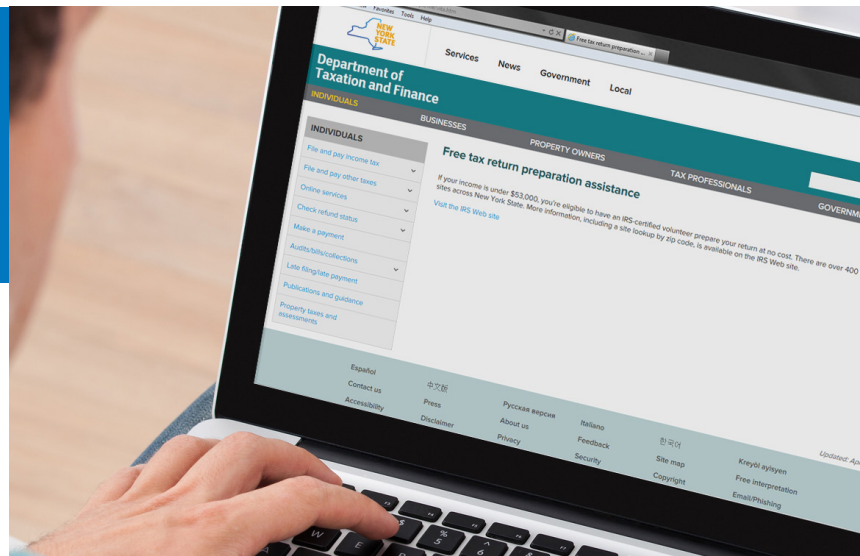 Favorites Tools Help
Free tax return preparation ... ×
NEW
YORK
STATE
Services News Government Local
Department of
Taxation and Finance
INDIVIDUALS BUSINESSES PROPERTY OWNERS TAX PROFESSIONALS
INDIVIDUALS
File and pay income tax
File and pay other taxes
Online services
Check refund status
Make a payment
Audits/bills/collections
Late filing/late payment
Publications and guidance
Property taxes and
assessments
Free tax return preparation assistance
If your income is under $53,000, you're eligible to have an IRS-certified volunteer prepare your return at no cost. There are over 400
sites across New York State. More information, including a site lookup by zip code, is available on the IRS Web site.
Visit the IRS Web site
Updated:
Español 中文版 Русская версия Italiano 한국어 Kreyòl ayisyen
Contact us Press About us Feedback Site map Free interpretation
Accessibility Disclaimer Privacy Security Copyright Email/Phishing
W E $ % 5 6